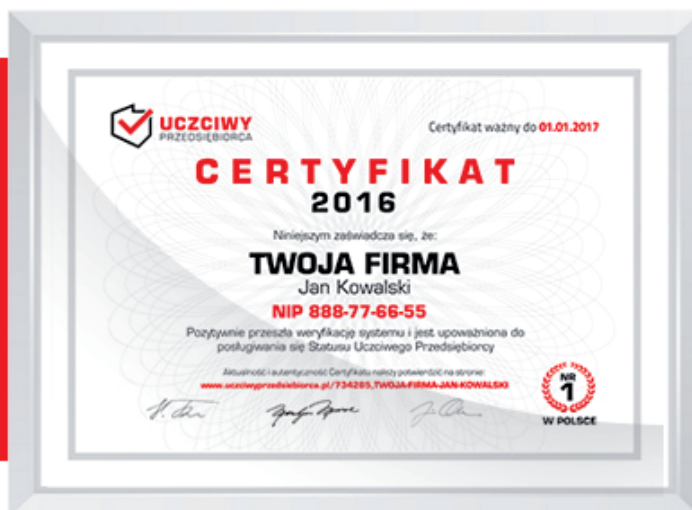 UCZCIWY
PRZEDSIĘBIORCA
Certyfikat ważny do 01.01.2017
CERTYFIKAT
2016
Niniejszym zaświadcza się, że:
TWOJA FIRMA
Jan Kowalski
NIP 888-77-66-55
Pozytywnie przeszła weryfikację systemu i jest upoważniona do
posługiwania się Statusu Uczciwego Przedsiębiorcy
Aktualność i autentyczność Certyfikatu należy potwierdzić na stronie:
www.uczciwyprzedsiebiorca.pl/734285,TWOJA-FIRMA-JAN-KOWALSKI
NR
1
W POLSCE